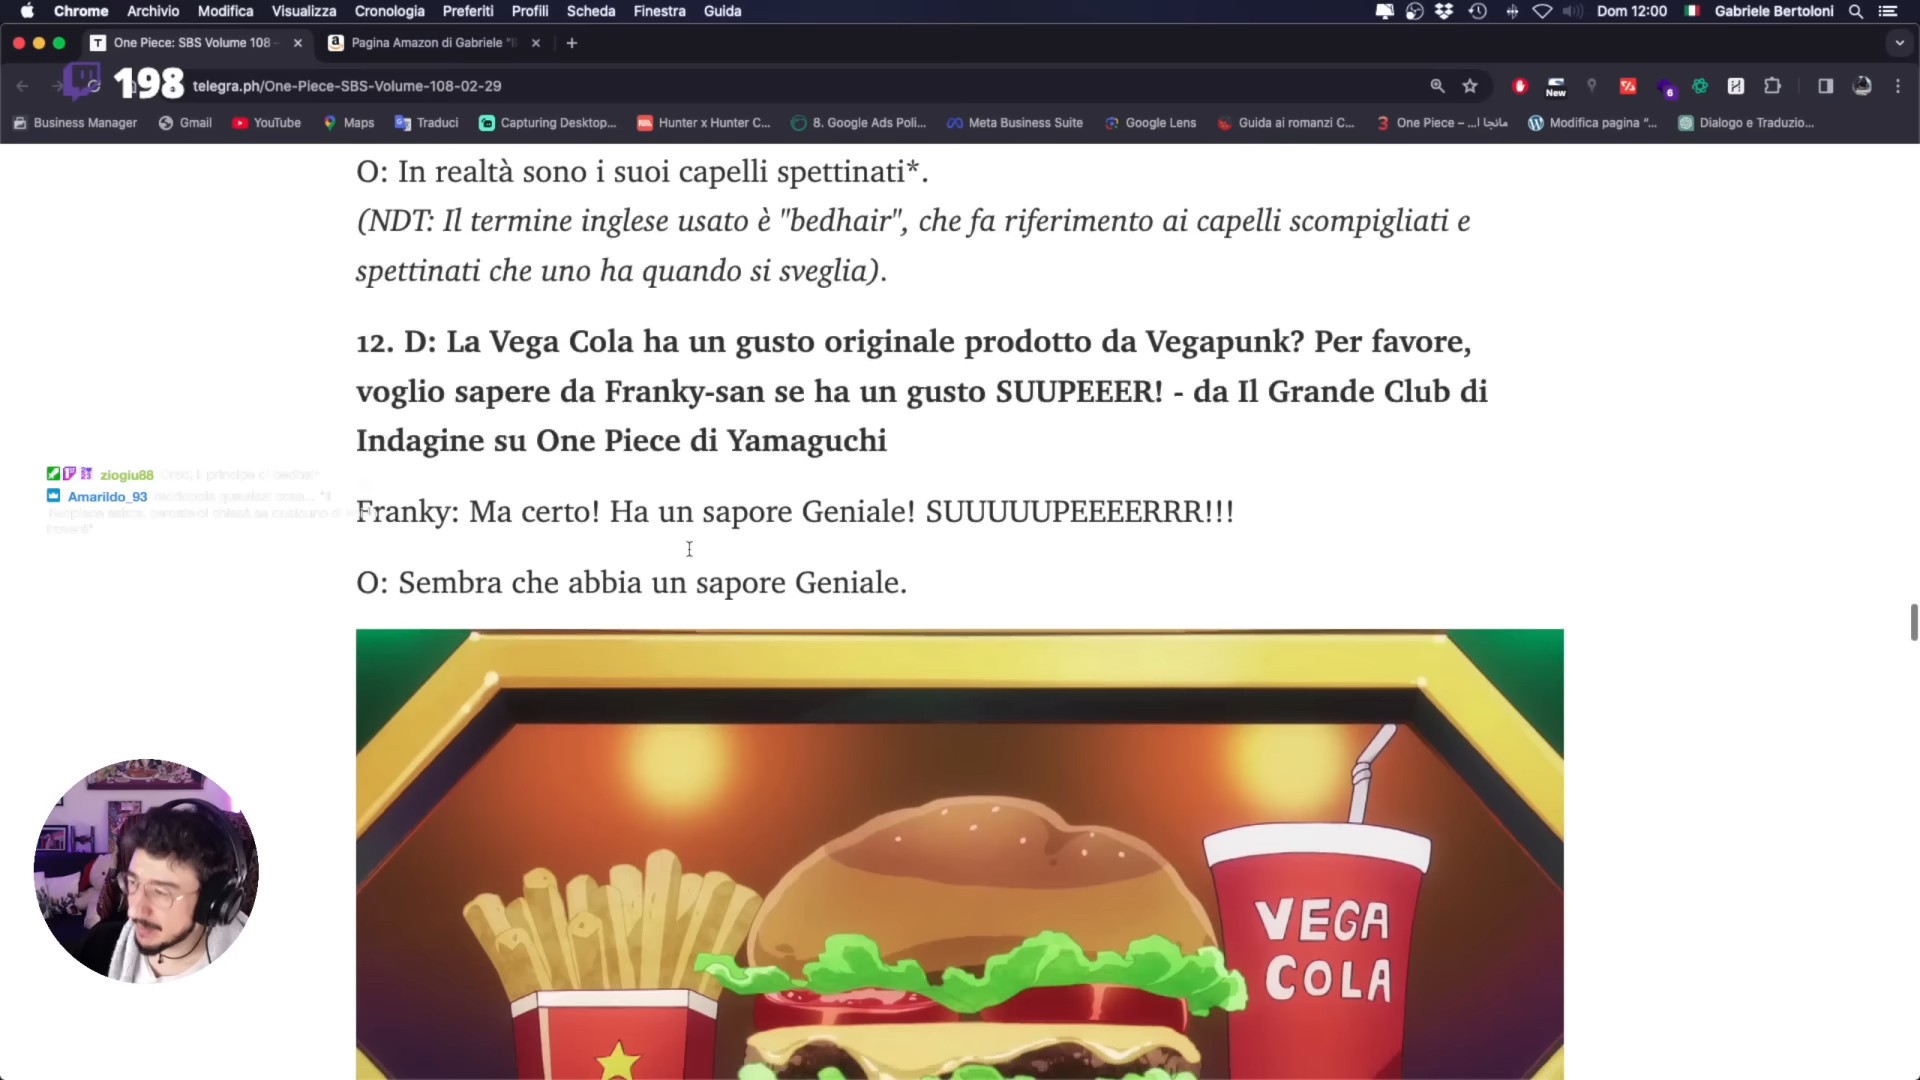 Chrome Archivio Modifica Visualizza Cronologia Preferiti Profili Scheda Finestra Guida Dom 12:00 Gabriele Bertoloni
One Piece: SBS Volume 108 - Pagina Amazon di Gabriele "
198 telegra.ph/One-Piece-SBS-Volume-108-02-29 New 6
Business Manager Gmail YouTube Maps Traduci Capturing Desktop... Hunter x Hunter C... 8. Google Ads Poli... Meta Business Suite Google Lens Guida ai romanzi C... One Piece – ...مانجا ا Modifica pagina “... Dialogo e Traduzio...
O: In realtà sono i suoi capelli spettinati*.
(NDT: Il termine inglese usato è "bedhair", che fa riferimento ai capelli scompigliati e
spettinati che uno ha quando si sveglia).
12. D: La Vega Cola ha un gusto originale prodotto da Vegapunk? Per favore,
voglio sapere da Franky-san se ha un gusto SUUPEEER! - da Il Grande Club di
Indagine su One Piece di Yamaguchi
ziogiu88
Amarildo_93
Franky: Ma certo! Ha un sapore Geniale! SUUUUUPEEEERRR!!!
O: Sembra che abbia un sapore Geniale.
VEGA
COLA